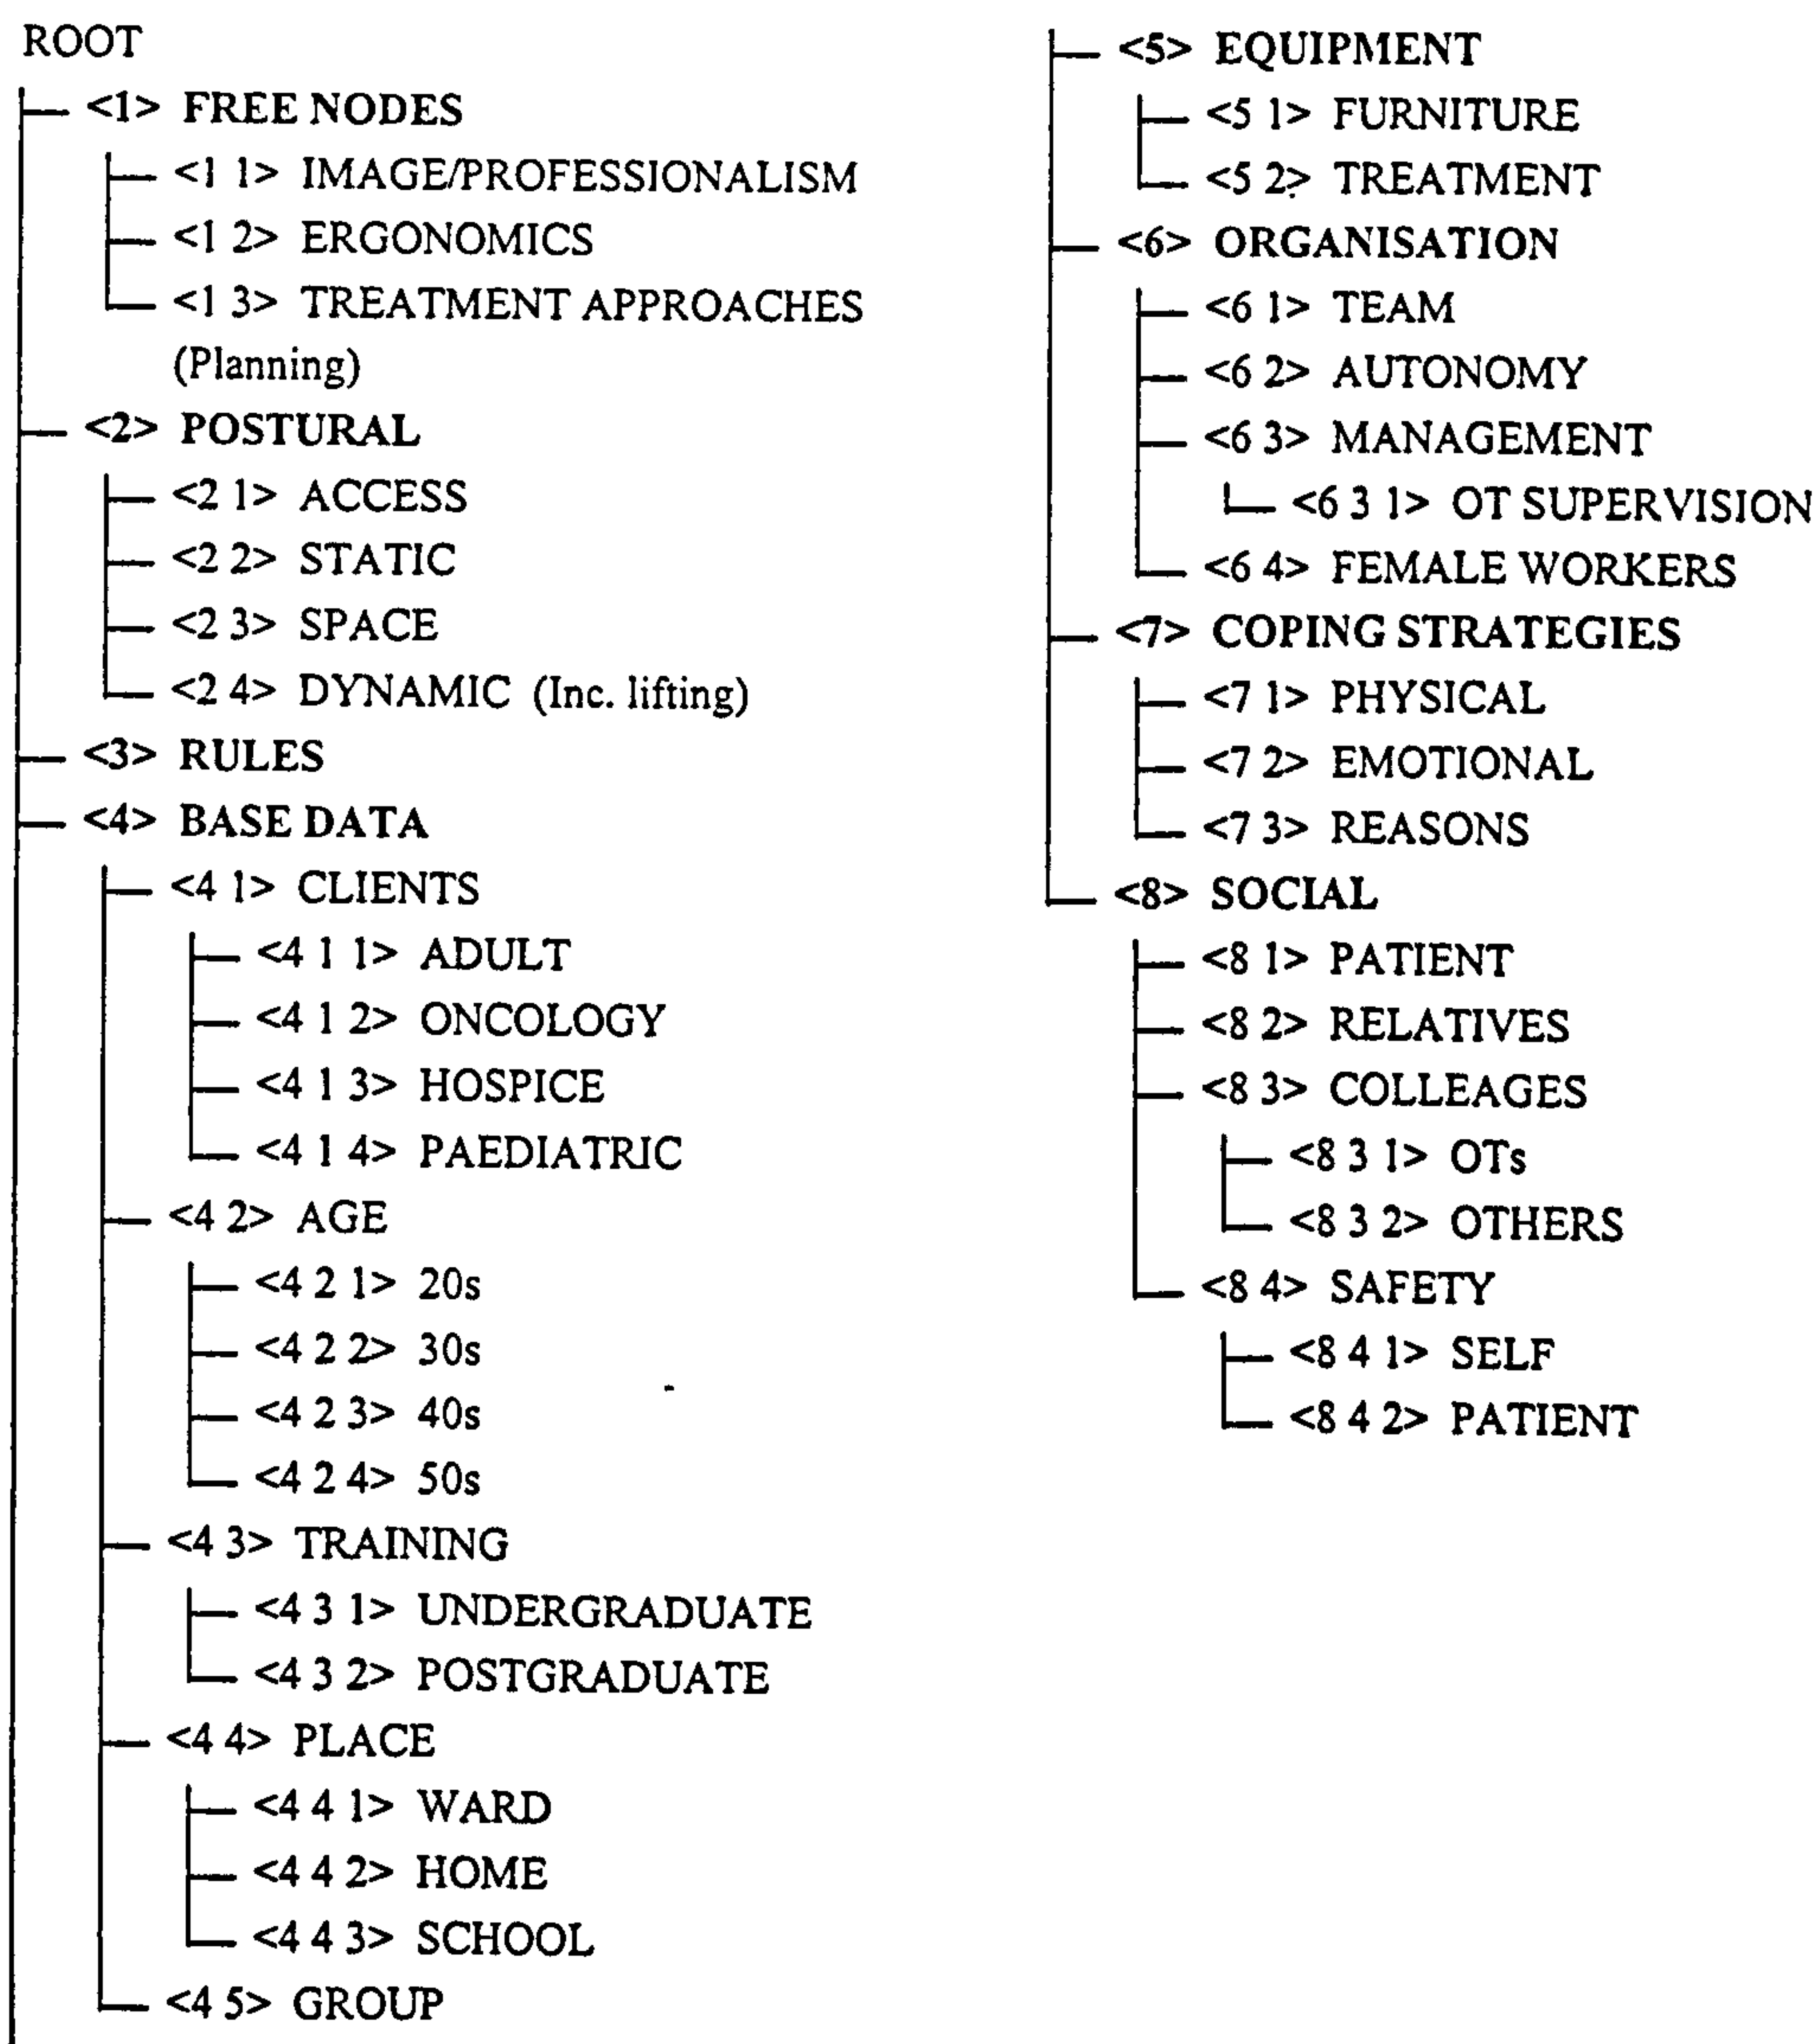 ROOT
<1> FREE NODES
<1 1> IMAGE/PROFESSIONALISM
<1 2> ERGONOMICS
<1 3> TREATMENT APPROACHES
(Planning)
<2> POSTURAL
<2 1> ACCESS
<2 2> STATIC
<2 3> SPACE
<2 4> DYNAMIC (Inc. lifting)
<3> RULES
<4> BASE DATA
<4 1> CLIENTS
<4 1 1> ADULT
<4 1 2> ONCOLOGY
<4 1 3> HOSPICE
<4 1 4> PAEDIATRIC
<4 2> AGE
<4 2 1> 20s
<4 2 2> 30s
<4 2 3> 40s
<4 2 4> 50s
<4 3> TRAINING
<4 3 1> UNDERGRADUATE
<4 3 2> POSTGRADUATE
<4 4> PLACE
<4 4 1> WARD
<4 4 2> HOME
<4 4 3> SCHOOL
<4 5> GROUP
<5> EQUIPMENT
<5 1> FURNITURE
<5 2> TREATMENT
<6> ORGANISATION
<6 1> TEAM
<6 2> AUTONOMY
<6 3> MANAGEMENT
<6 3 1> OT SUPERVISION
<6 4> FEMALE WORKERS
<7> COPING STRATEGIES
<7 1> PHYSICAL
<7 2> EMOTIONAL
<7 3> REASONS
<8> SOCIAL
<8 1> PATIENT
<8 2> RELATIVES
<8 3> COLLEAGES
<8 3 1> OTs
<8 3 2> OTHERS
<8 4> SAFETY
<8 4 1> SELF
<8 4 2> PATIENT